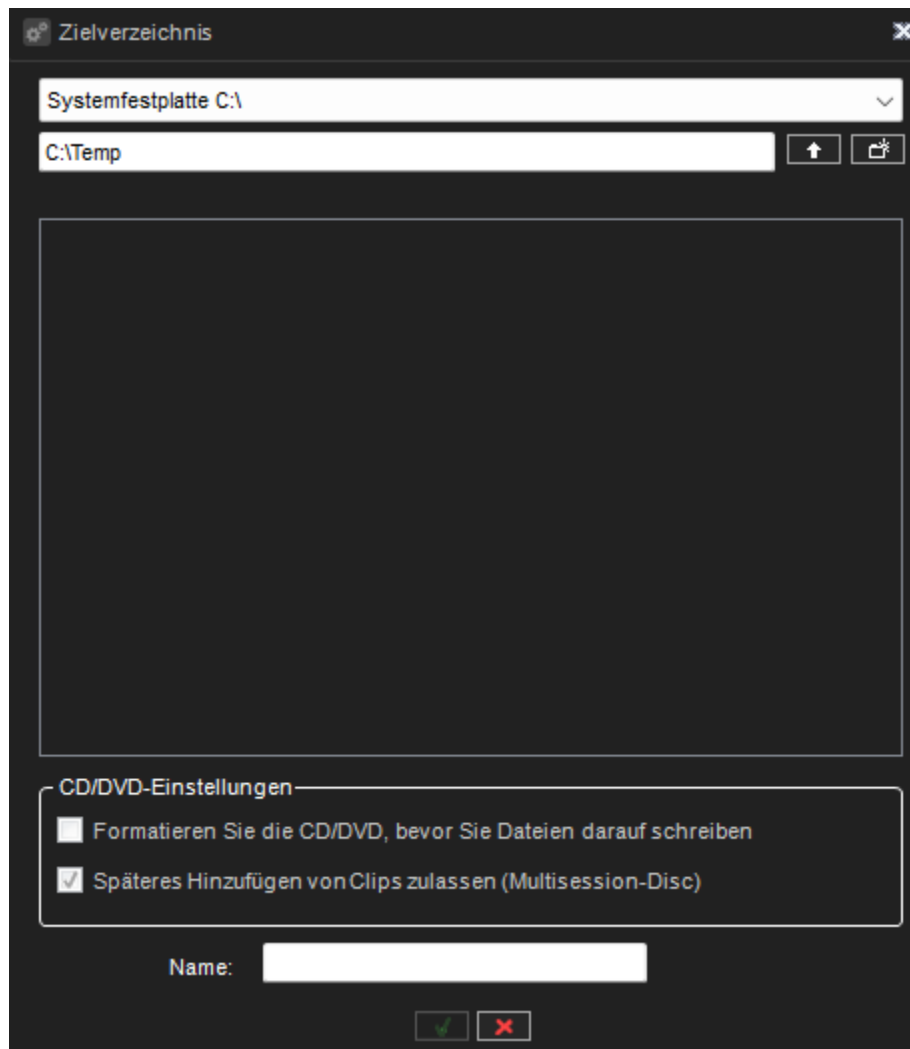 Zielverzeichnis
Systemfestplatte C:\
C:\Temp
CD/DVD-Einstellungen
Formatieren Sie die CD/DVD, bevor Sie Dateien darauf schreiben
Späteres Hinzufügen von Clips zulassen (Multisession-Disc)
Name: